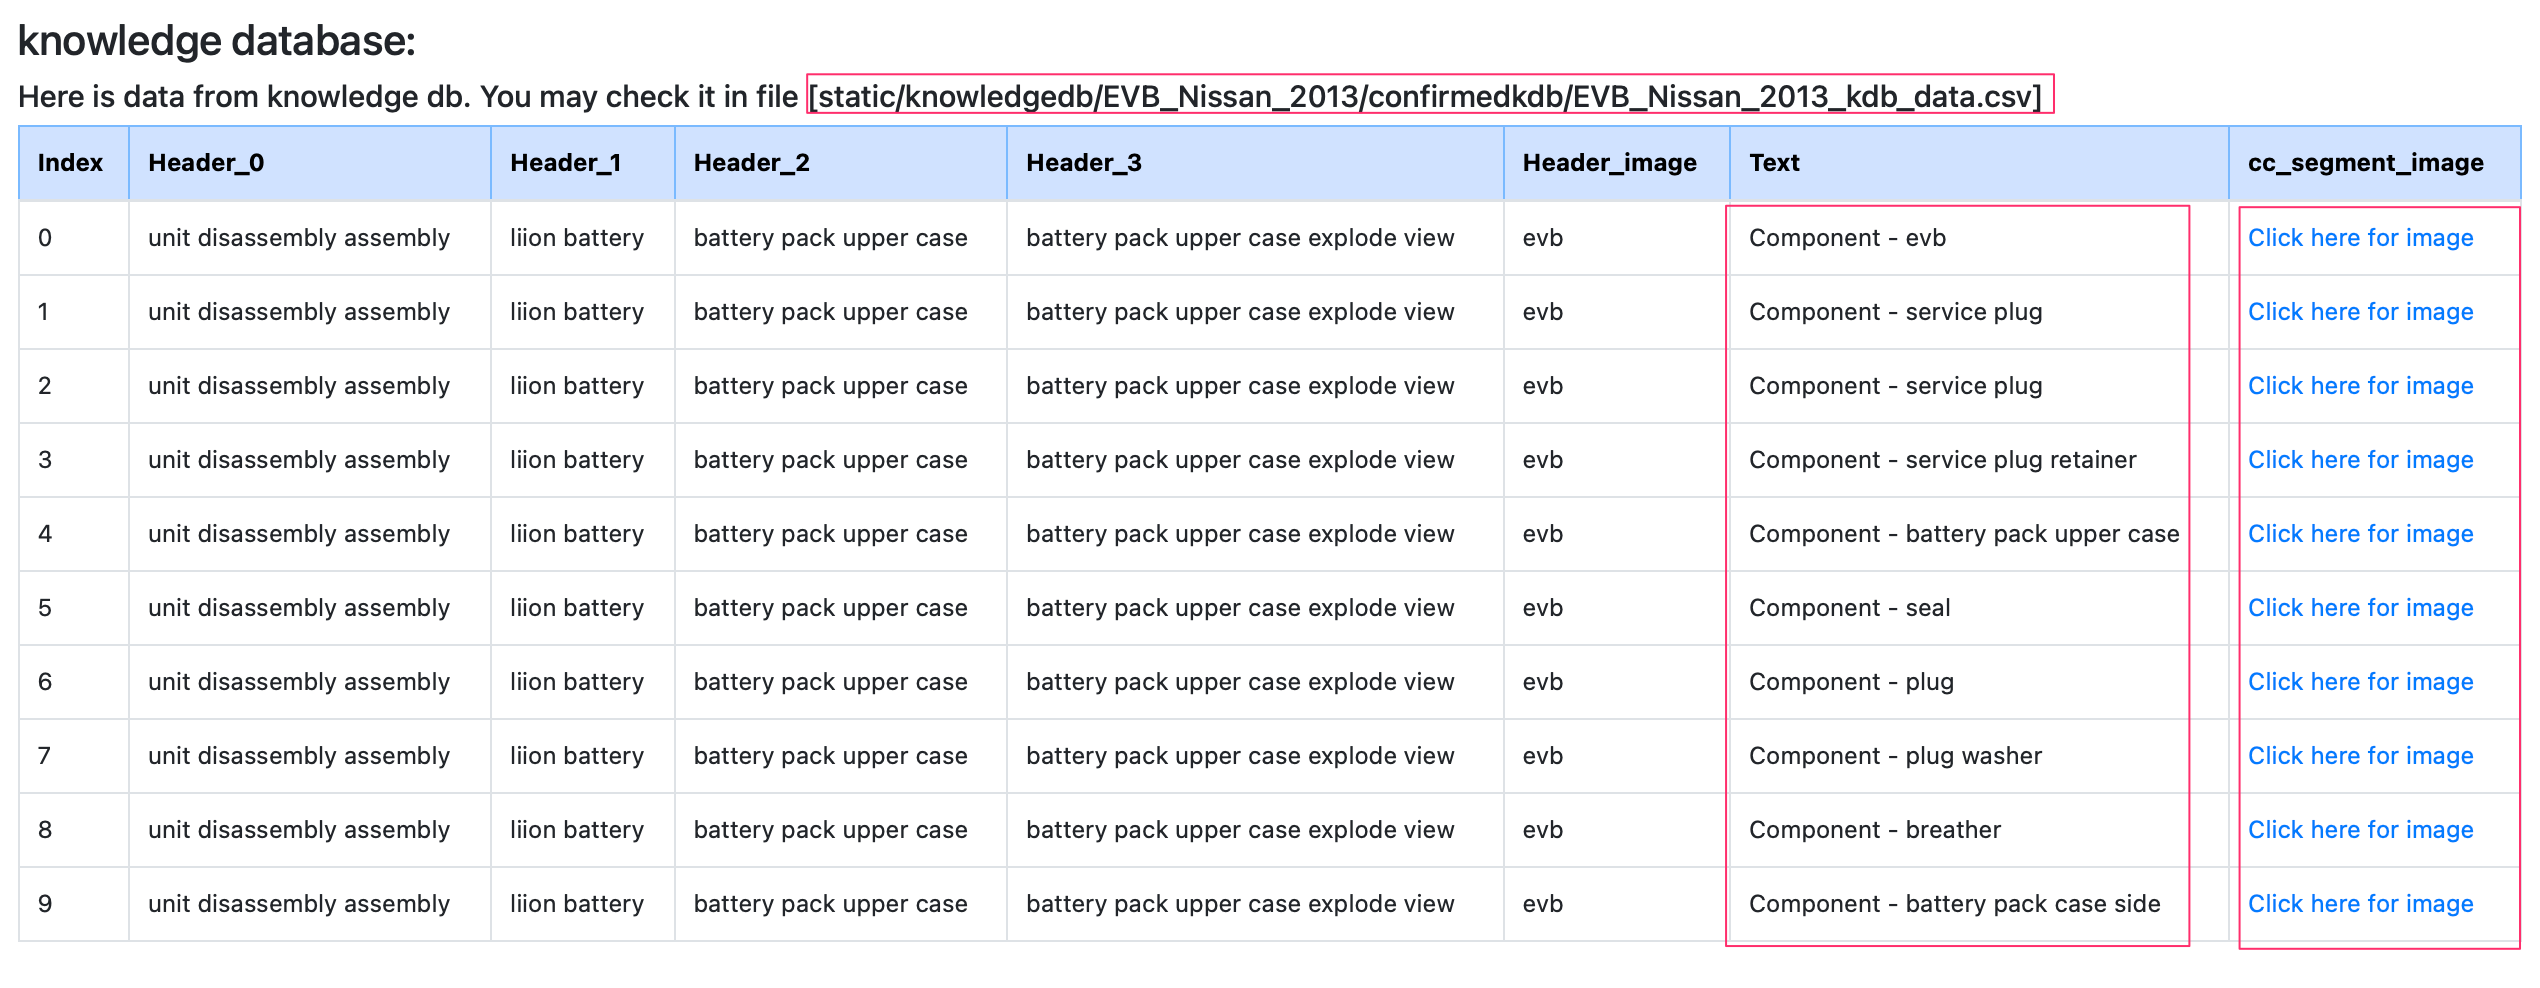 knowledge database:
Here is data from knowledge db. You may check it in file [static/knowledgedb/EVB_Nissan_2013/confirmedkdb/EVB_Nissan_2013_kdb_data.csv]
Index Header_0 Header_1 Header_2 Header_3 Header_image Text cc_segment_image
0 unit disassembly assembly liion battery battery pack upper case battery pack upper case explode view evb Component - evb Click here for image
1 unit disassembly assembly liion battery battery pack upper case battery pack upper case explode view evb Component - service plug Click here for image
2 unit disassembly assembly liion battery battery pack upper case battery pack upper case explode view evb Component - service plug Click here for image
3 unit disassembly assembly liion battery battery pack upper case battery pack upper case explode view evb Component - service plug retainer Click here for image
4 unit disassembly assembly liion battery battery pack upper case battery pack upper case explode view evb Component - battery pack upper case Click here for image
5 unit disassembly assembly liion battery battery pack upper case battery pack upper case explode view evb Component - seal Click here for image
6 unit disassembly assembly liion battery battery pack upper case battery pack upper case explode view evb Component - plug Click here for image
7 unit disassembly assembly liion battery battery pack upper case battery pack upper case explode view evb Component - plug washer Click here for image
8 unit disassembly assembly liion battery battery pack upper case battery pack upper case explode view evb Component - breather Click here for image
9 unit disassembly assembly liion battery battery pack upper case battery pack upper case explode view evb Component - battery pack case side Click here for image